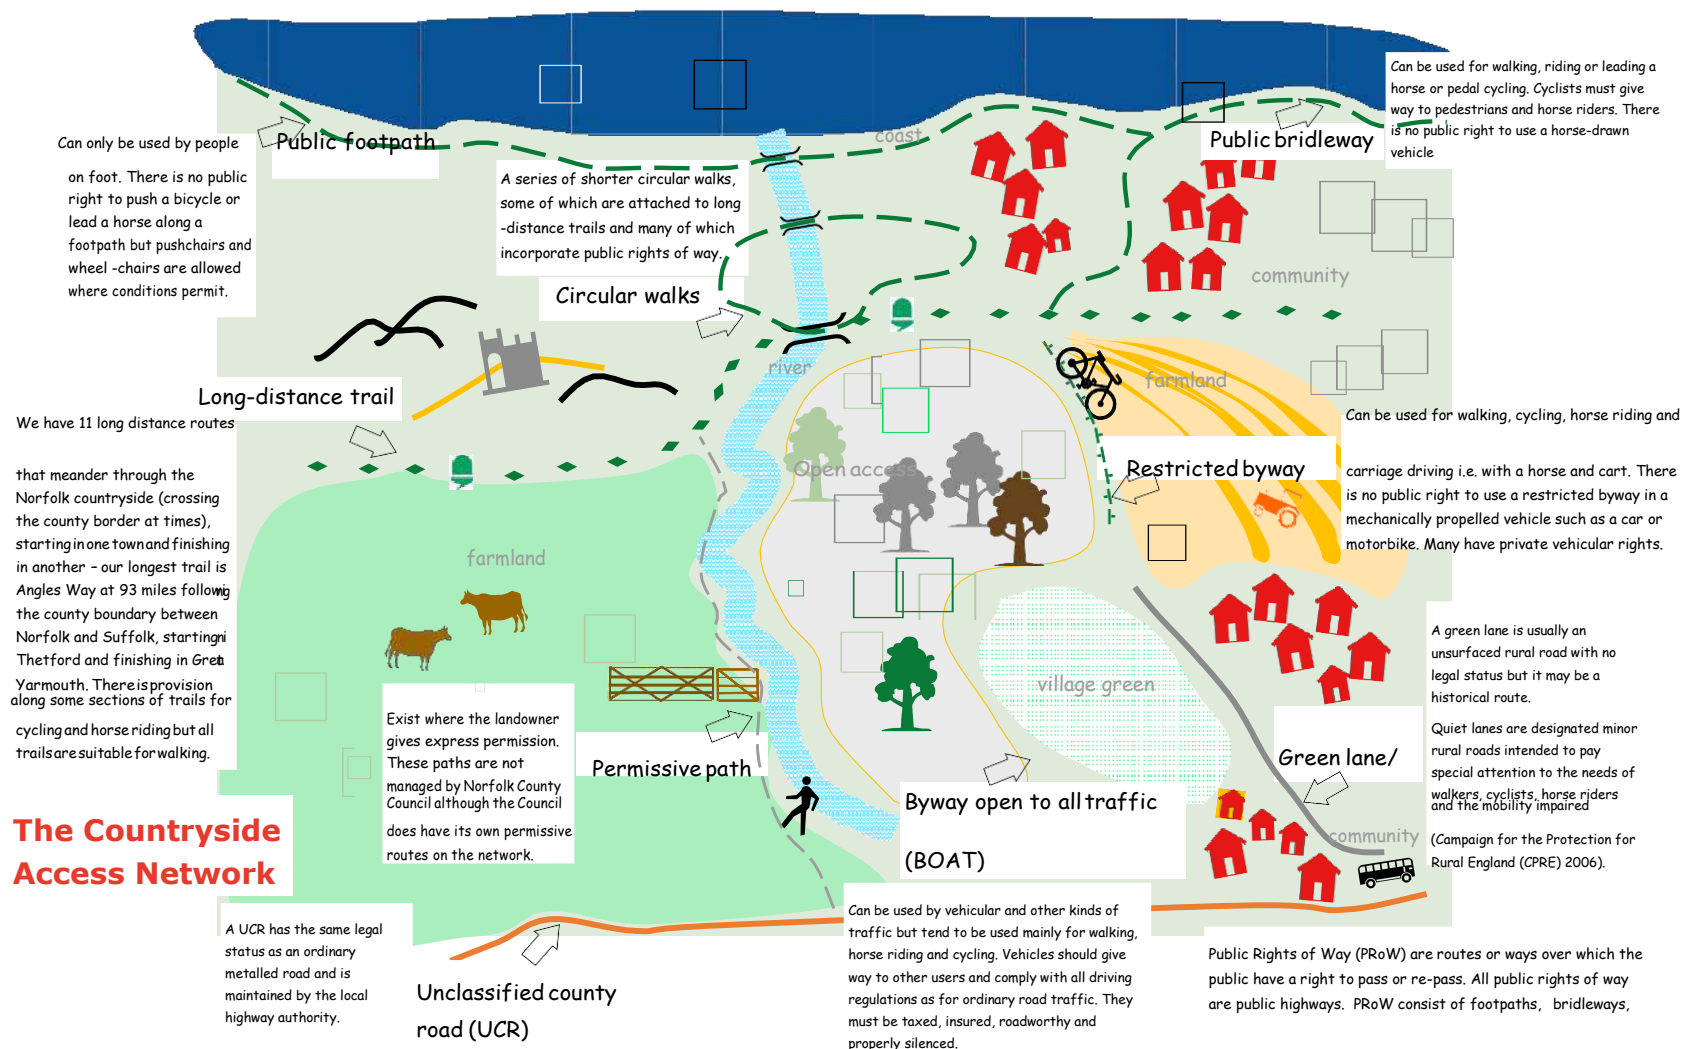 Can be used for walking, riding or leading a
horse or pedal cycling. Cyclists must give
way to pedestrians and horse riders. There
is no public right to use a horse-drawn
vehicle
Public footpath
coast
Public bridleway
Can only be used by people
on foot. There is no public
right to push a bicycle or
lead a horse along a
footpath but pushchairs and
wheel -chairs are allowed
where conditions permit.
A series of shorter circular walks,
some of which are attached to long
-distance trails and many of which
incorporate public rights of way.
Circular walks
community
river
farmland
Long-distance trail
We have 11 long distance routes
that meander through the
Norfolk countryside (crossing
the county border at times),
starting in one town and finishing
in another – our longest trail is
Angles Way at 93 miles following
the county boundary between
Norfolk and Suffolk, starting ni
Thetford and finishing in Great
Yarmouth. There is provision
along some sections of trails for
cycling and horse riding but all
trails are suitable for walking.
Open access
Restricted byway
Can be used for walking, cycling, horse riding and
carriage driving i.e. with a horse and cart. There
is no public right to use a restricted byway in a
mechanically propelled vehicle such as a car or
motorbike. Many have private vehicular rights.
farmland
village green
A green lane is usually an
unsurfaced rural road with no
legal status but it may be a
historical route.
Quiet lanes are designated minor
rural roads intended to pay
special attention to the needs of
walkers, cyclists, horse riders
and the mobility impaired
(Campaign for the Protection for
Rural England (CPRE) 2006).
Green lane/
community
Exist where the landowner
gives express permission.
These paths are not
managed by Norfolk County
Council although the Council
does have its own permissive
routes on the network.
Permissive path
Byway open to all traffic
(BOAT)
The Countryside
Access Network
A UCR has the same legal
status as an ordinary
metalled road and is
maintained by the local
highway authority.
Unclassified county
road (UCR)
Can be used by vehicular and other kinds of
traffic but tend to be used mainly for walking,
horse riding and cycling. Vehicles should give
way to other users and comply with all driving
regulations as for ordinary road traffic. They
must be taxed, insured, roadworthy and
properly silenced.
Public Rights of Way (PRoW) are routes or ways over which the
public have a right to pass or re-pass. All public rights of way
are public highways. PRoW consist of footpaths, bridleways,